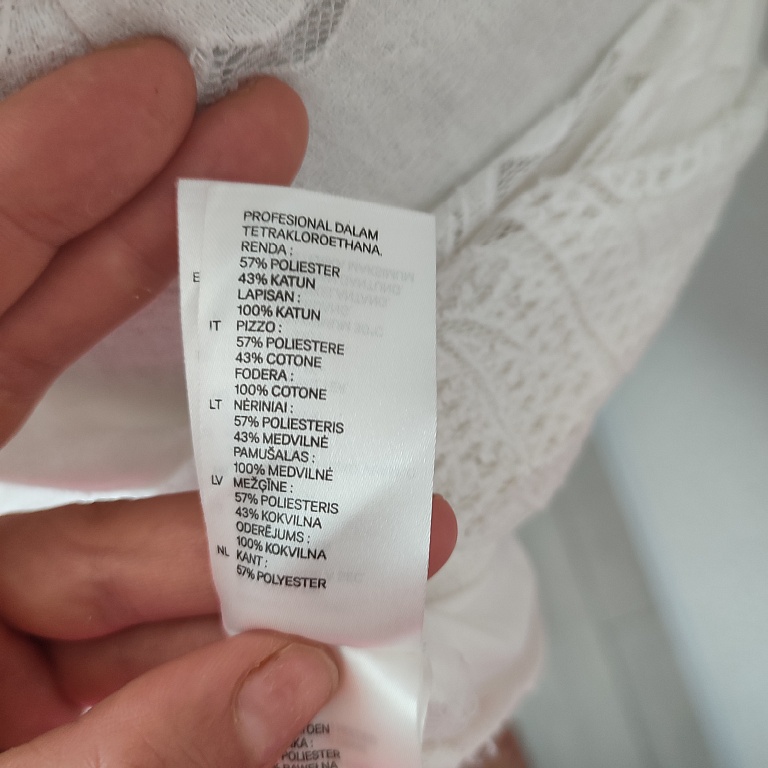 PROFESIONAL DALAM
TETRAKLOROETHANA.
RENDA :
57% POLIESTER
43% KATUN
LAPISAN :
100% KATUN
IT PIZZO :
57% POLIESTERE
43% COTONE
FODERA :
100% COTONE
LT NĖRINIAI :
57% POLIESTERIS
43% MEDVILNĖ
PAMUŠALAS :
100% MEDVILNĖ
LV MEŽĢĪNE :
57% POLIESTERIS
43% KOKVILNA
ODERĒJUMS :
100% KOKVILNA
NL KANT :
57% POLYESTER
POLIESTER